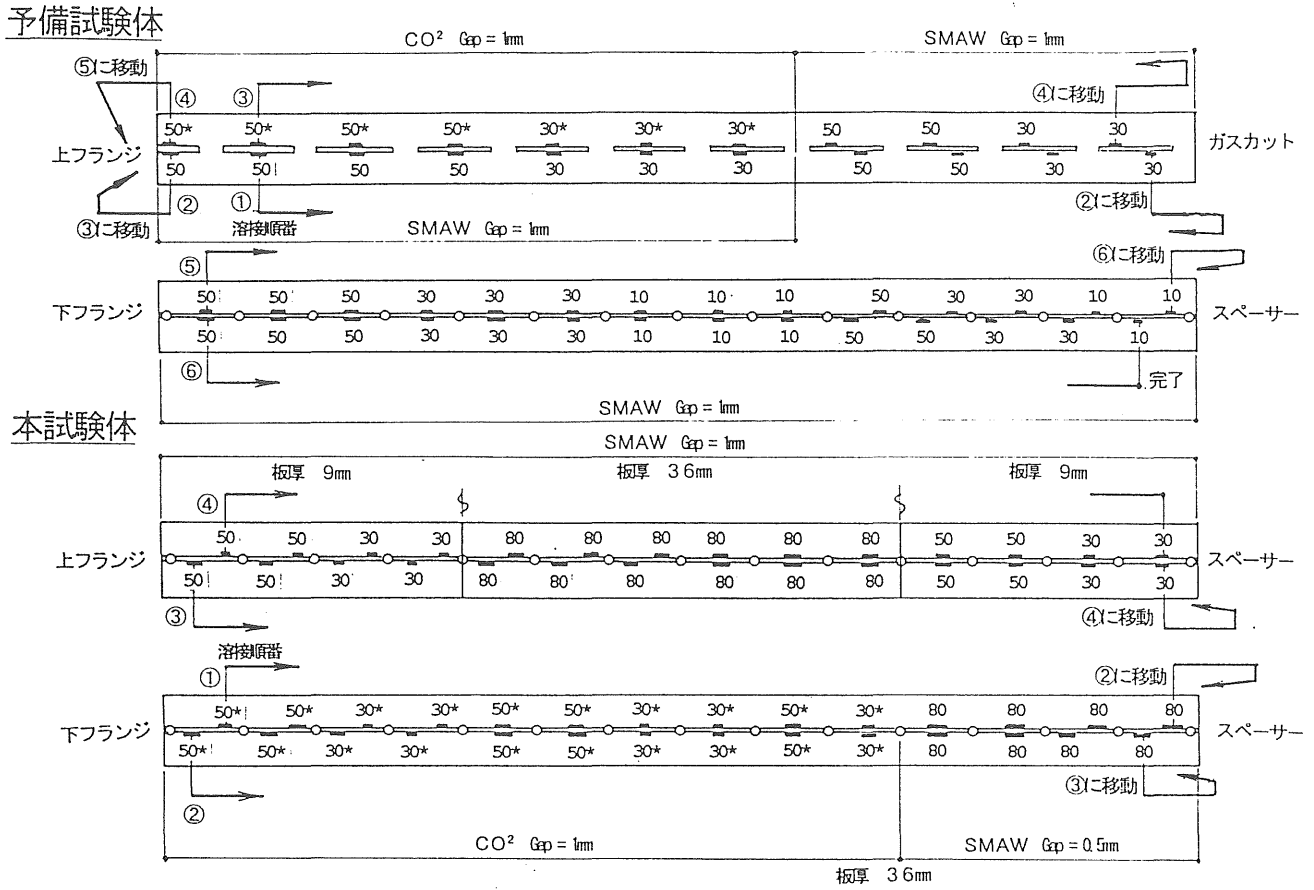 予備試験体
CO² Gap = 1mm
SMAW Gap = 1mm
⑤に移動
④
③
④に移動
50* 50* 50* 50* 30* 30* 30* 50 50 30 30
上フランジ
ガスカット
50 50 50 50 30 30 30 50 50 30 30
③に移動
②
①
溶接順番
②に移動
SMAW Gap = 1mm
⑤
⑥に移動
50 50 50 30 30 30 10 10 10 50 30 30 10 10
下フランジ
スペーサー
50 50 50 30 30 30 10 10 10 50 50 30 30 10
⑥
完了
SMAW Gap = 1mm
本試験体
SMAW Gap = 1mm
板厚 9mm
板厚 36mm
板厚 9mm
④
50 50 30 30 80 80 80 80 80 80 50 50 30 30
上フランジ
スペーサー
50 50 30 30 80 80 80 80 80 80 50 50 30 30
③
④に移動
溶接順番
①
②に移動
50* 50* 30* 30* 50* 50* 30* 30* 50* 30* 80 80 80 80
下フランジ
スペーサー
50* 50* 30* 30* 50* 50* 30* 30* 50* 30* 80 80 80 80
②
③に移動
CO² Gap = 1mm
SMAW Gap = 0.5mm
板厚 36mm